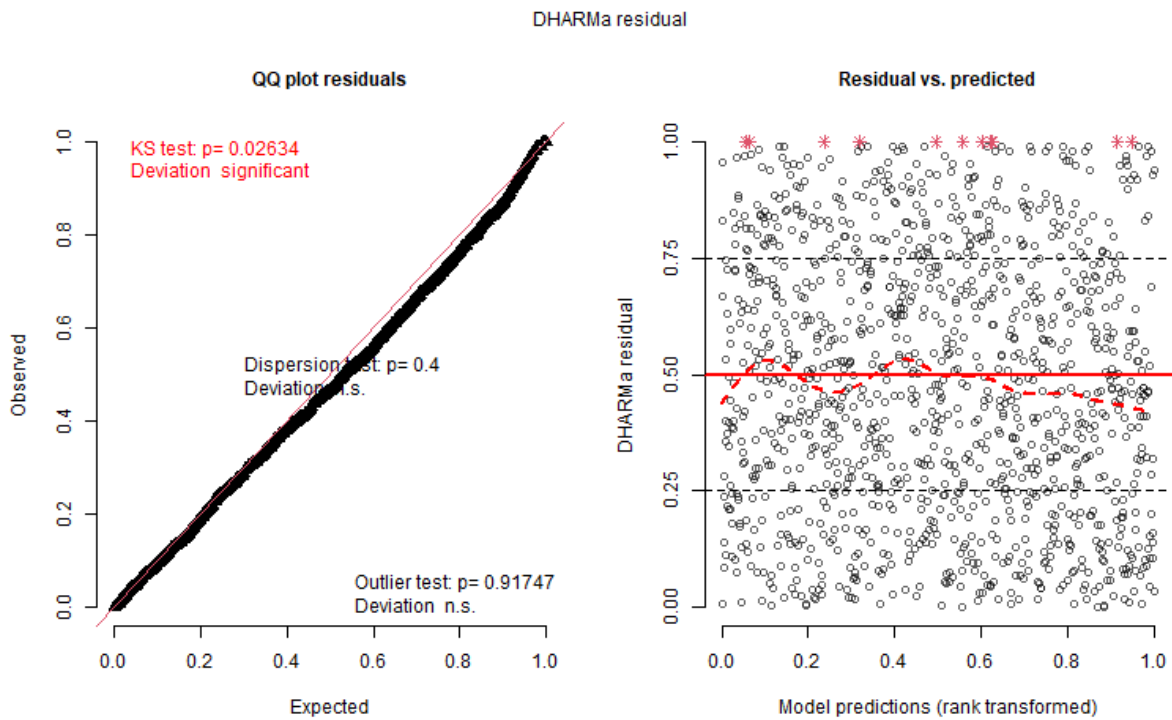 DHARMa residual
QQ plot residuals
KS test: p= 0.02634
Deviation  significant
Dispersion test: p= 0.4
Deviation n.s.
Outlier test: p= 0.91747
Deviation  n.s.
Observed
0.0 0.2 0.4 0.6 0.8 1.0
0.0 0.2 0.4 0.6 0.8 1.0
Expected
Residual vs. predicted
DHARMa residual
0.00 0.25 0.50 0.75 1.00
0.0 0.2 0.4 0.6 0.8 1.0
Model predictions (rank transformed)